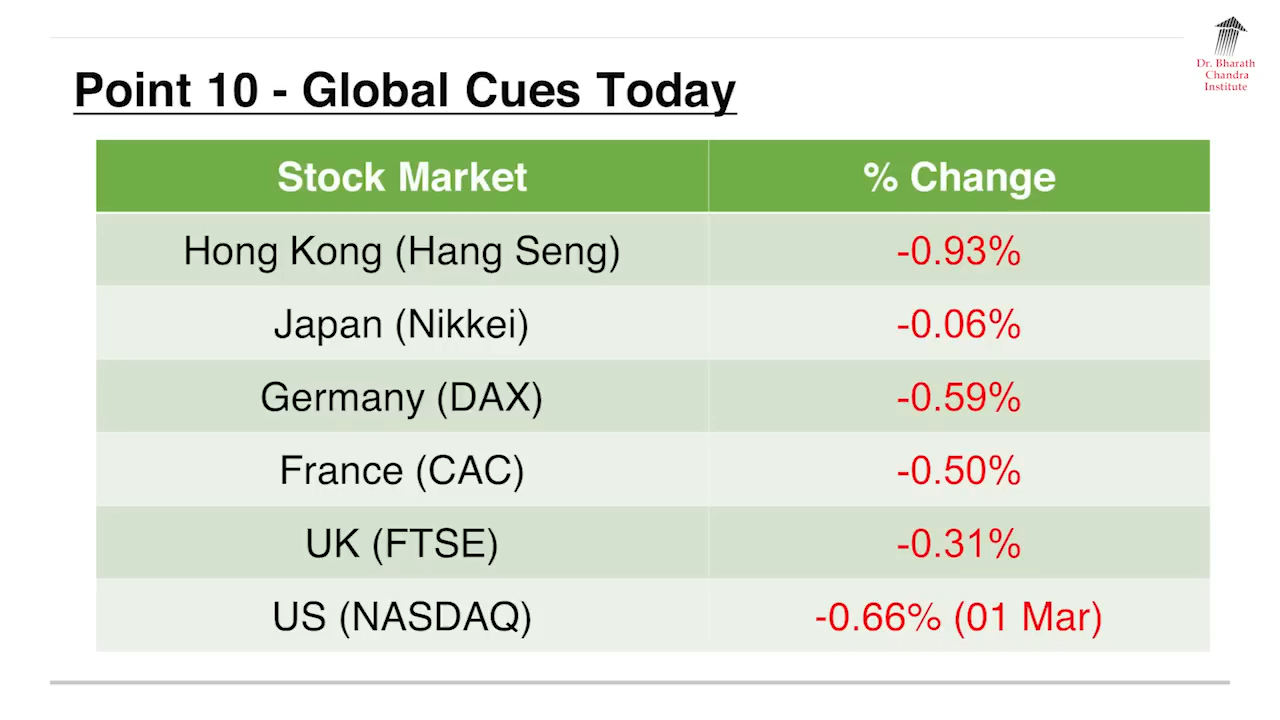 Dr. Bharath
Chandra
Institute
Point 10 - Global Cues Today
Stock Market % Change
Hong Kong (Hang Seng) -0.93%
Japan (Nikkei) -0.06%
Germany (DAX) -0.59%
France (CAC) -0.50%
UK (FTSE) -0.31%
US (NASDAQ) -0.66% (01 Mar)